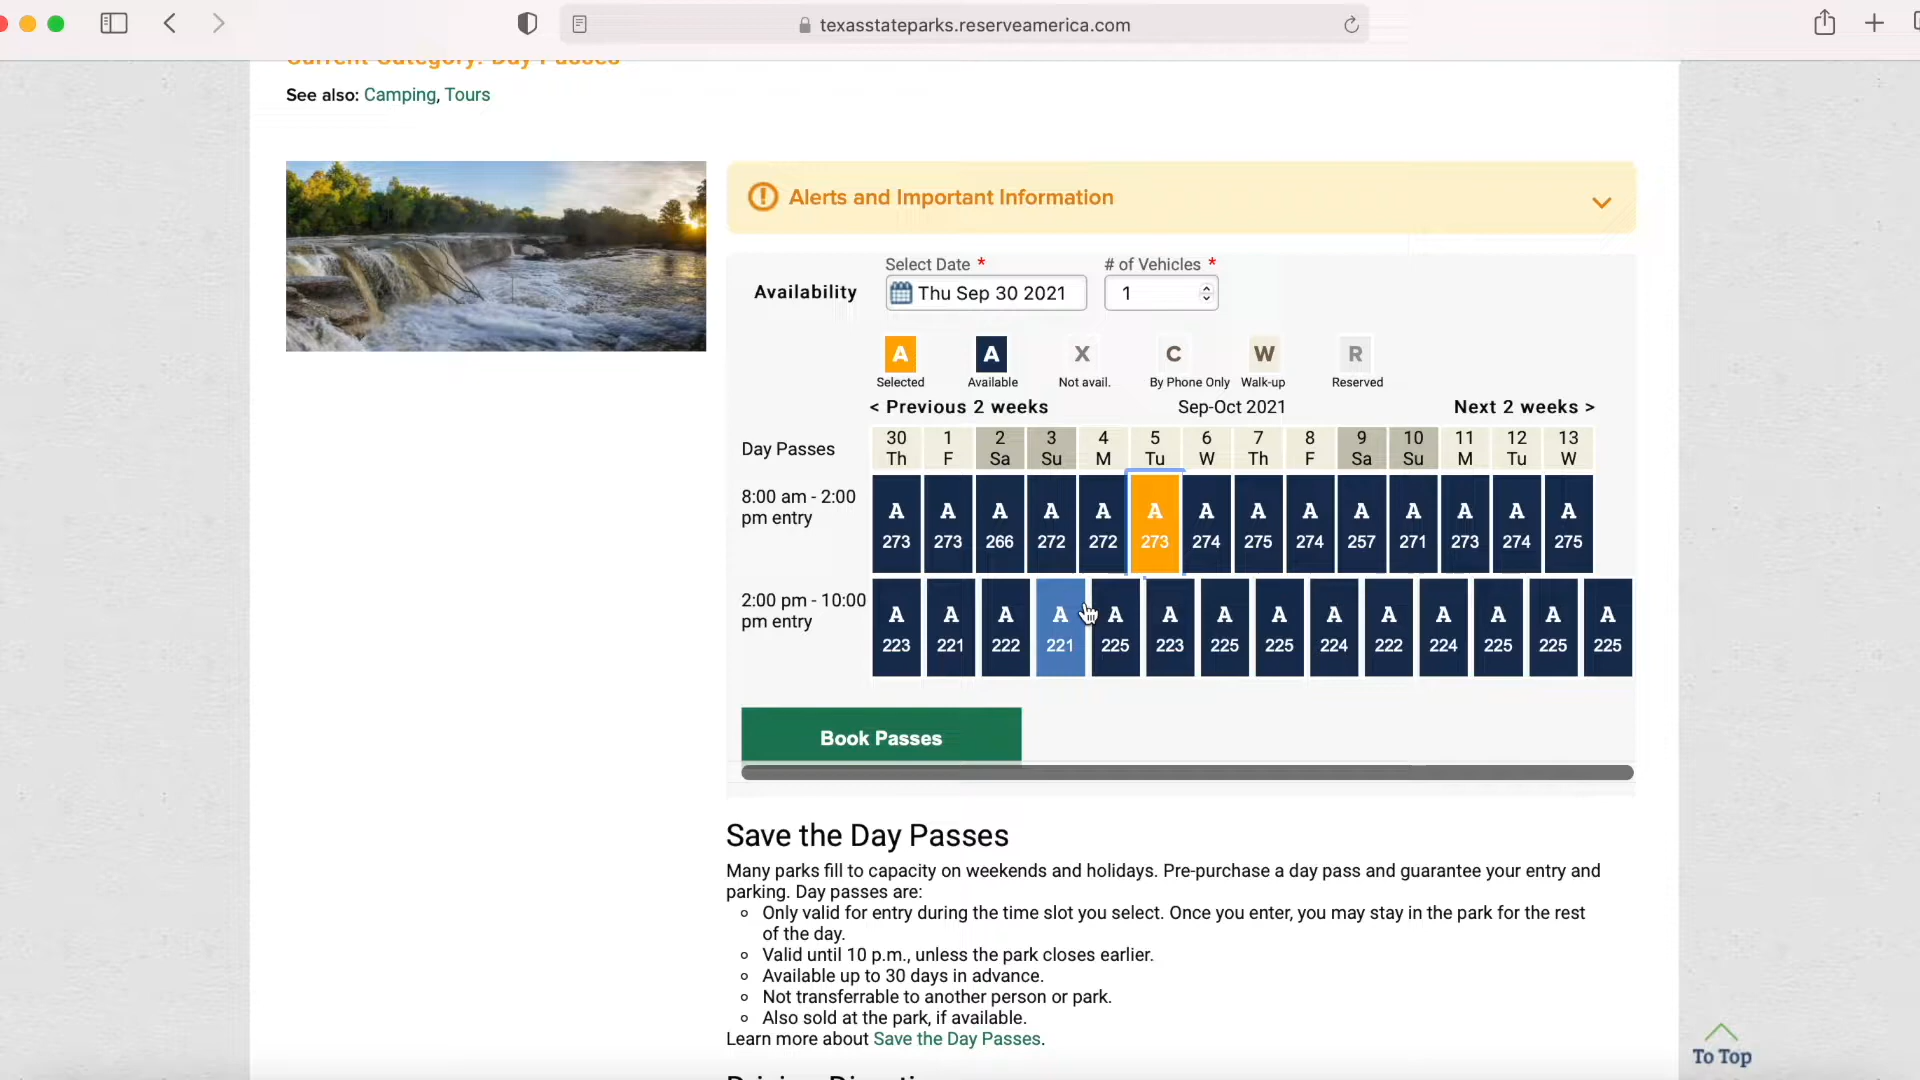 texasstateparks.reserveamerica.com
Current Category: Day Passes
See also: Camping, Tours
Alerts and Important Information
Select Date *
# of Vehicles *
Availability
Thu Sep 30 2021
1
A
A
X
C
W
R
Selected
Available
Not avail.
By Phone Only
Walk-up
Reserved
< Previous 2 weeks
Sep-Oct 2021
Next 2 weeks >
Day Passes
30 1 2 3 4 5 6 7 8 9 10 11 12 13
Th F Sa Su M Tu W Th F Sa Su M Tu W
8:00 am - 2:00
pm entry
A A A A A A A A A A A A A A
273 273 266 272 272 273 274 275 274 257 271 273 274 275
2:00 pm - 10:00
pm entry
A A A A A A A A A A A A A A
223 221 222 221 225 223 225 225 224 222 224 225 225 225
Book Passes
Save the Day Passes
Many parks fill to capacity on weekends and holidays. Pre-purchase a day pass and guarantee your entry and
parking. Day passes are:
Only valid for entry during the time slot you select. Once you enter, you may stay in the park for the rest
of the day.
Valid until 10 p.m., unless the park closes earlier.
Available up to 30 days in advance.
Not transferrable to another person or park.
Also sold at the park, if available.
Learn more about Save the Day Passes.
To Top